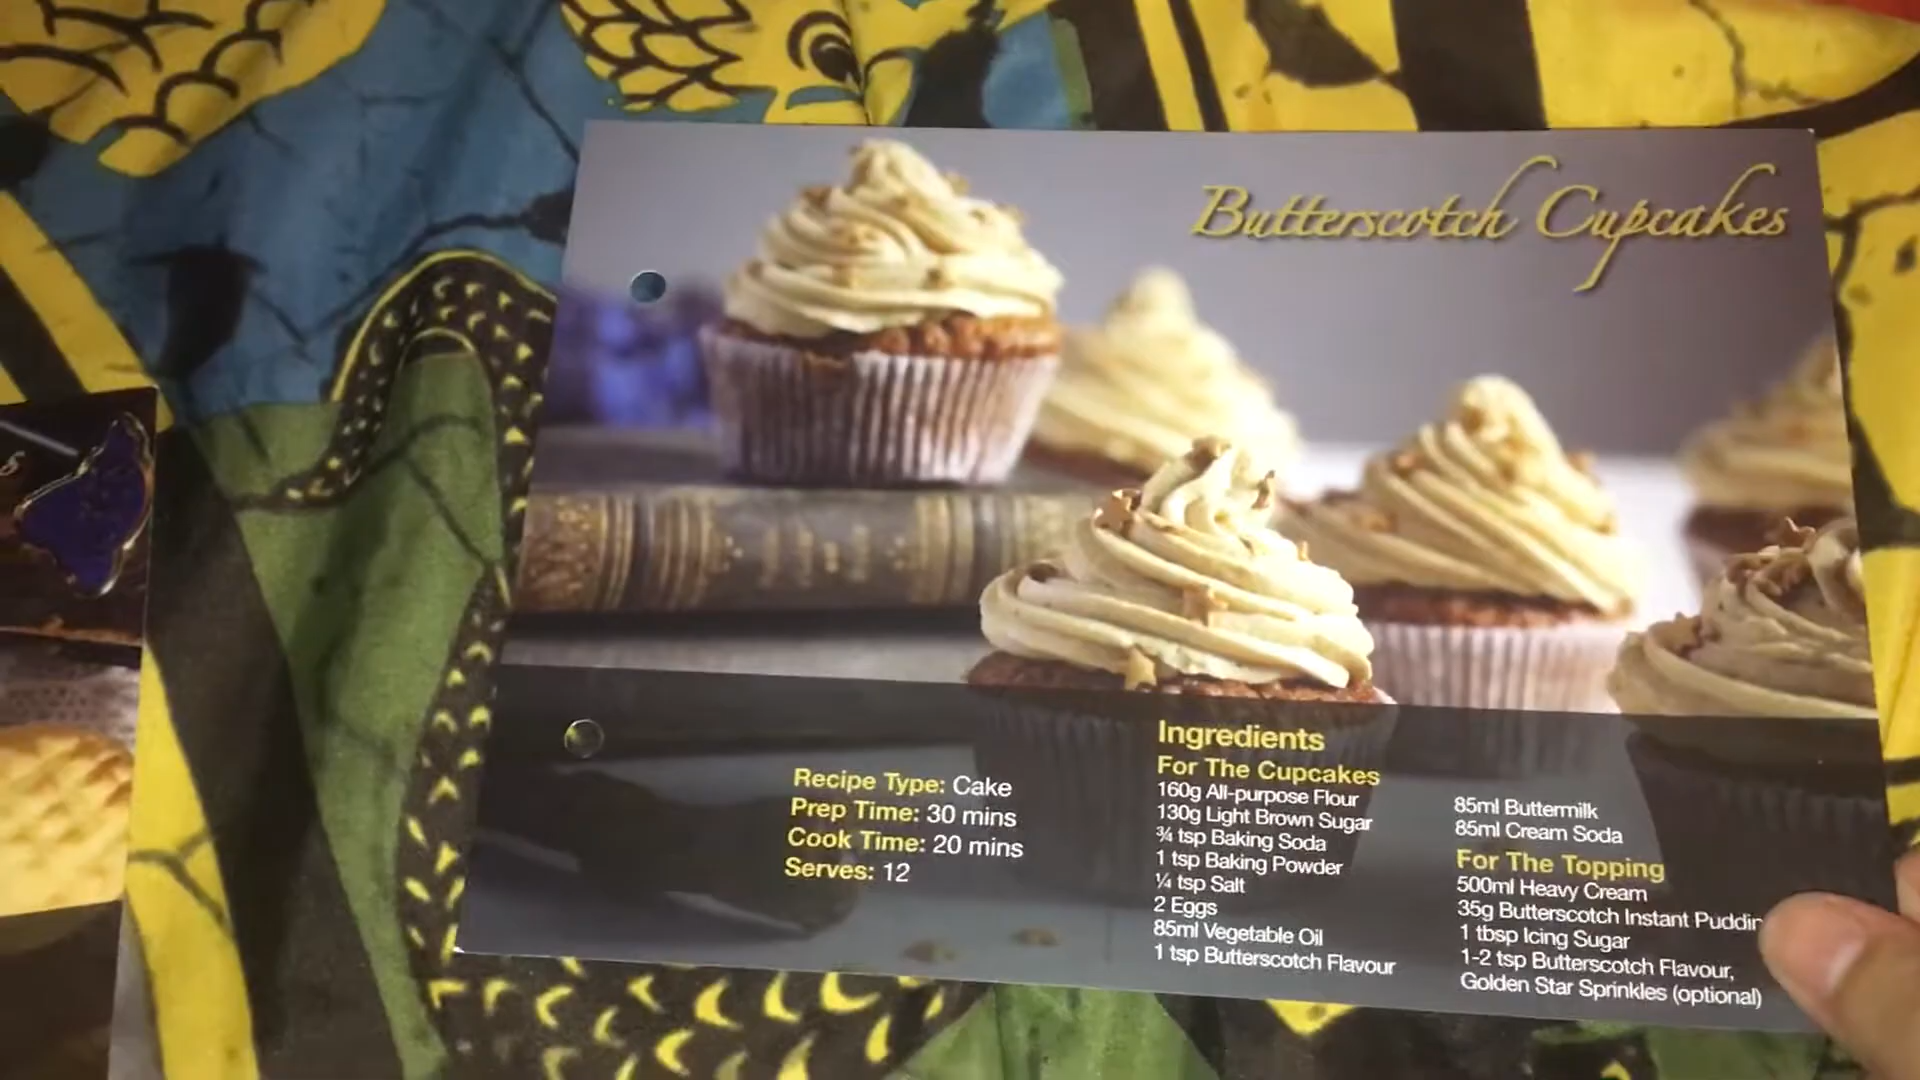 Butterscotch Cupcakes
Recipe Type: Cake
Prep Time: 30 mins
Cook Time: 20 mins
Serves: 12
Ingredients
For The Cupcakes
160g All-purpose Flour
130g Light Brown Sugar
¾ tsp Baking Soda
1 tsp Baking Powder
¼ tsp Salt
2 Eggs
85ml Vegetable Oil
1 tsp Butterscotch Flavour
85ml Buttermilk
85ml Cream Soda
For The Topping
500ml Heavy Cream
35g Butterscotch Instant
1 tbsp Icing Sugar
1-2 tsp Butterscotch Flavour,
Golden Star Sprinkles (optional)